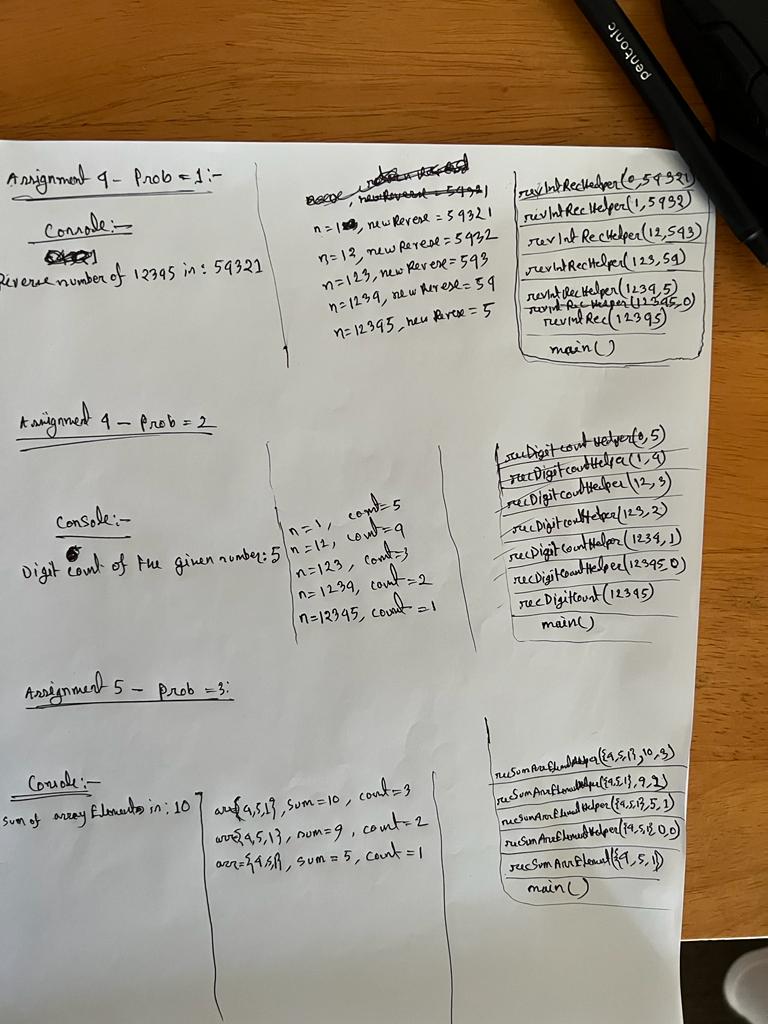 pentonic
Assignment 4 - Prob = 1:-
Console:-
Reverse number of 12345 is: 54321
n=1, newRevese = 54321
n=12, newRevese = 5432
n=123, newRevese = 543
n=1234, newRevese = 54
n=12345, newRevese = 5
revIntRecHelper(0,54321)
revIntRecHelper(1,5432)
revIntRecHelper(12,543)
revIntRecHelper(123,54)
revIntRecHelper(1234,5)
revIntRecHelper(12345,0)
revIntRec(12345)
main()
Assignment 4 - Prob = 2
Console:-
Digit Count of the given number: 5
n=1, count=5
n=12, count=4
n=123, count=3
n=1234, count=2
n=12345, count=1
recDigitCountHelper(0,5)
recDigitCountHelper(1,4)
recDigitCountHelper(12,3)
recDigitCountHelper(123,2)
recDigitCountHelper(1234,1)
recDigitCountHelper(12345,0)
recDigitCount(12345)
main()
Assignment 5 - Prob = 3:
Console:-
Sum of array Elements is: 10
arr{4,5,1}, sum=10, count=3
arr={4,5,1}, sum=9, count=2
arr={4,5,1}, sum=5, count=1
recSumArrElementHelper({4,5,1},10,3)
recSumArrElementHelper({4,5,1},9,2)
recSumArrElementHelper({4,5,1},5,1)
recSumArrElementHelper({4,5,1},0,0)
recSumArrElement({4,5,1})
main()